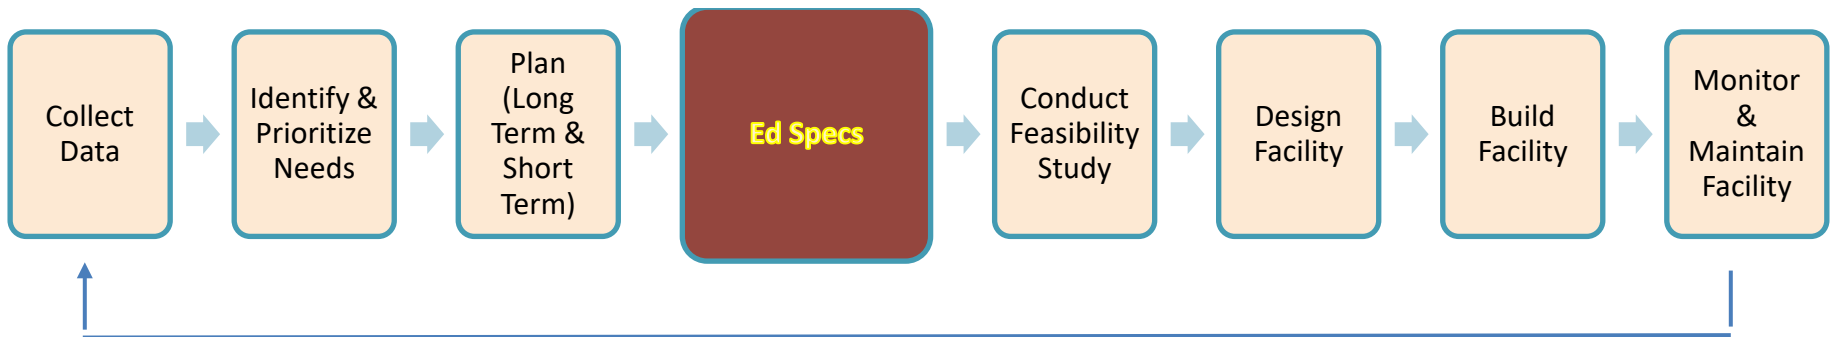 Collect
Data
Identify &
Prioritize
Needs
Plan
(Long
Term &
Short
Term)
Ed Specs
Conduct
Feasibility
Study
Design
Facility
Build
Facility
Monitor
&
Maintain
Facility